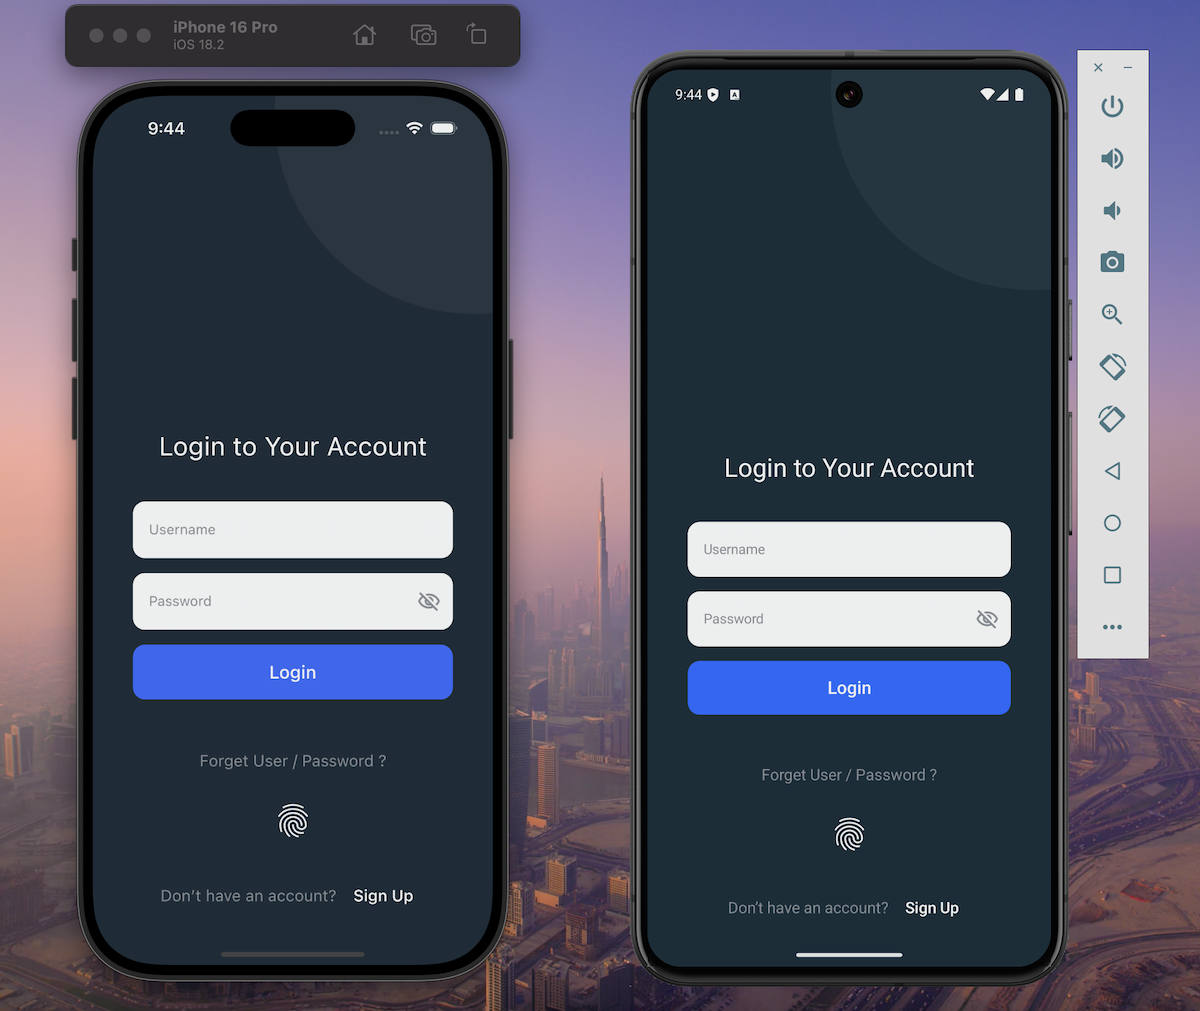 iPhone 16 Pro
iOS 18.2
9:44
Login to Your Account
Username
Password
Login
Forget User / Password ?
Don't have an account? Sign Up
9:44
Login to Your Account
Username
Password
Login
Forget User / Password ?
Don't have an account? Sign Up